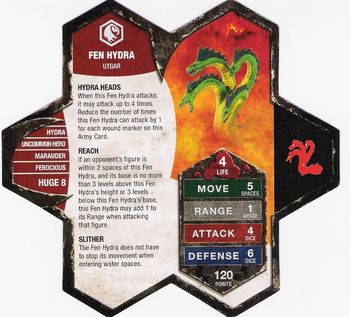 FEN HYDRA
UTGAR
HYDRA
UNCOMMON HERO
MARAUDER
FEROCIOUS
HUGE 8
HYDRA HEADS
When this Fen Hydra attacks,
it may attack up to 4 times.
Reduce the number of times
this Fen Hydra can attack by 1
for each wound marker on this
Army Card.
REACH
If an opponent's figure is
within 2 spaces of this Fen
Hydra, and its base is no more
than 3 levels above this Fen
Hydra's height or 3 levels
below this Fen Hydra's base,
this Fen Hydra may add 1 to
its Range when attacking
that figure.
SLITHER
The Fen Hydra does not have
to stop its movement when
entering water spaces.
4
LIFE
MOVE 5 SPACES
RANGE 1 SPACE
ATTACK 4 DICE
DEFENSE 6 DICE
120
POINTS